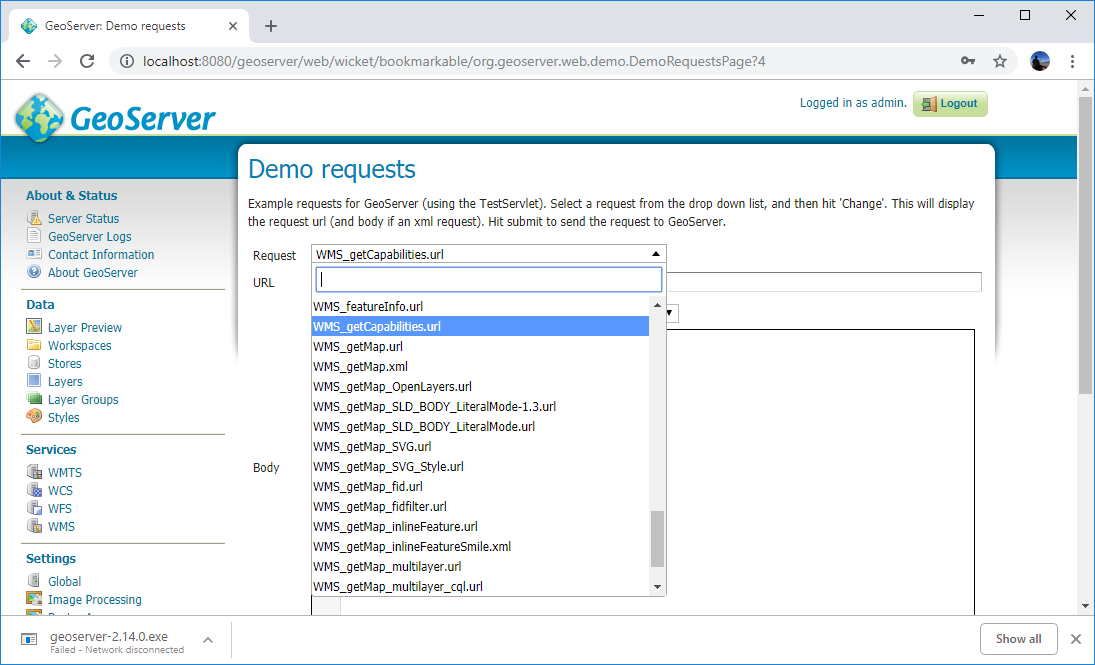 GeoServer: Demo requests
localhost:8080/geoserver/web/wicket/bookmarkable/org.geoserver.web.demo.DemoRequestsPage?4
GeoServer
Logged in as admin.
Logout
Demo requests
Example requests for GeoServer (using the TestServlet). Select a request from the drop down list, and then hit 'Change'. This will display
the request url (and body if an xml request). Hit submit to send the request to GeoServer.
About & Status
Server Status
GeoServer Logs
Contact Information
About GeoServer
Data
Layer Preview
Workspaces
Stores
Layers
Layer Groups
Styles
Services
WMTS
WCS
WFS
WMS
Settings
Global
Image Processing
Request
WMS_getCapabilities.url
URL
WMS_featureInfo.url
WMS_getCapabilities.url
WMS_getMap.url
WMS_getMap.xml
WMS_getMap_OpenLayers.url
WMS_getMap_SLD_BODY_LiteralMode-1.3.url
WMS_getMap_SLD_BODY_LiteralMode.url
WMS_getMap_SVG.url
WMS_getMap_SVG_Style.url
WMS_getMap_fid.url
WMS_getMap_fidfilter.url
WMS_getMap_inlineFeature.url
WMS_getMap_inlineFeatureSmile.xml
WMS_getMap_multilayer.url
WMS_getMap_multilayer_cql.url
Body
geoserver-2.14.0.exe
Failed - Network disconnected
Show all